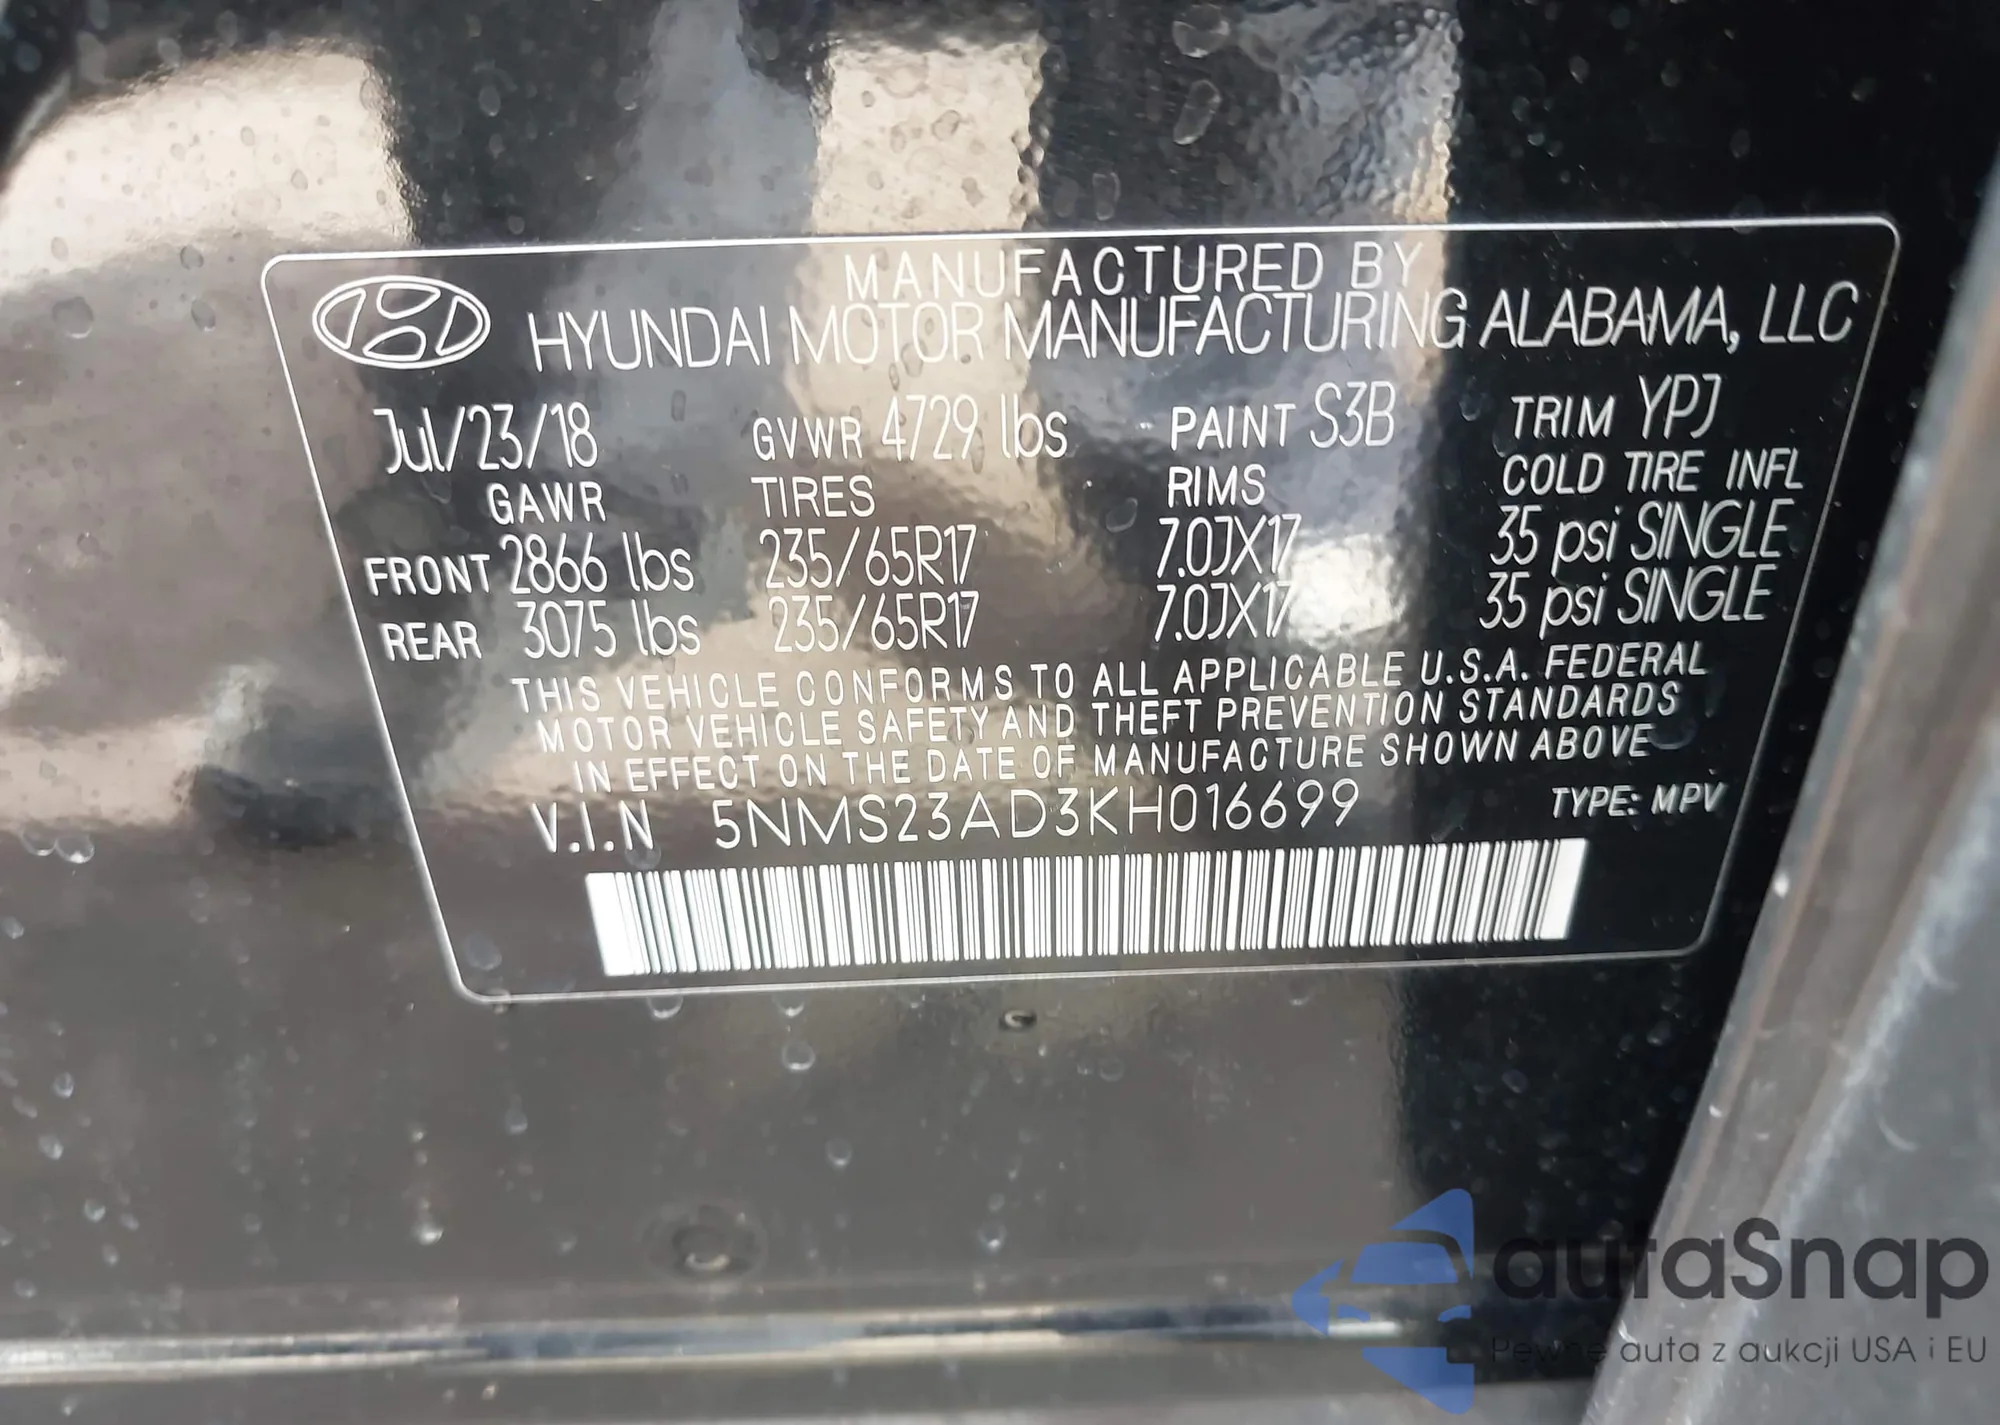 MANUFACTURED BY
HYUNDAI MOTOR MANUFACTURING ALABAMA, LLC
Jul/23/18 GVWR 4729 lbs PAINT S3B TRIM YPJ
GAWR TIRES RIMS COLD TIRE INFL
FRONT 2866 lbs 235/65R17 7.0JX17 35 psi SINGLE
REAR 3075 lbs 235/65R17 7.0JX17 35 psi SINGLE
THIS VEHICLE CONFORMS TO ALL APPLICABLE U.S.A. FEDERAL
MOTOR VEHICLE SAFETY AND THEFT PREVENTION STANDARDS
IN EFFECT ON THE DATE OF MANUFACTURE SHOWN ABOVE
V.I.N 5NMS23AD3KH016699 TYPE: MPV
autaSnap
Pewne auta z aukcji USA i EU